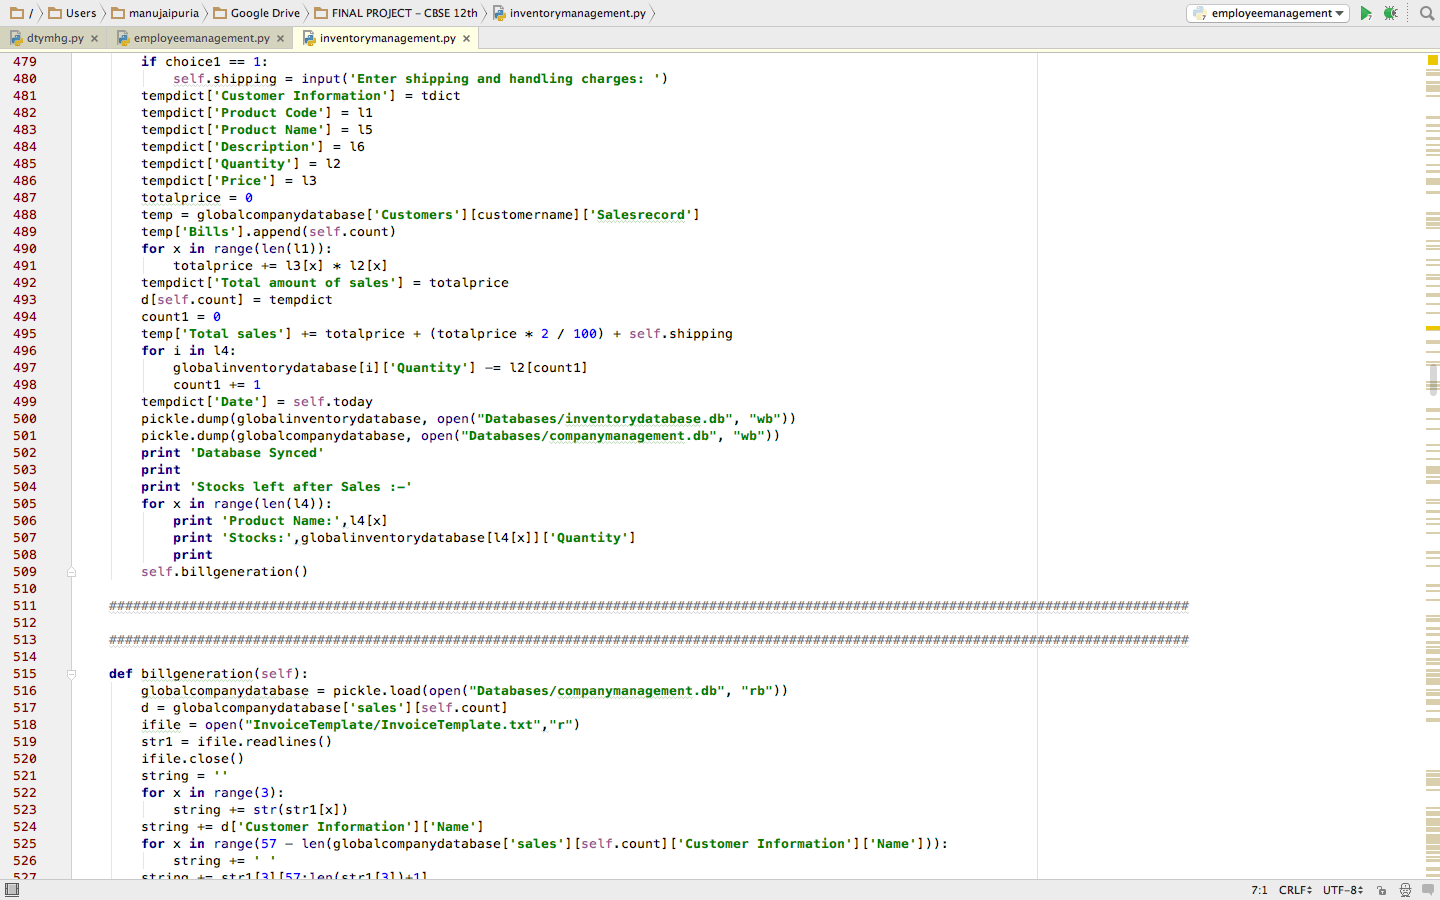 / Users manujaipuria Google Drive FINAL PROJECT – CBSE 12th inventorymanagement.py employeemanagement
dtymhg.py × employeemanagement.py × inventorymanagement.py ×
479 if choice1 == 1:
480 self.shipping = input('Enter shipping and handling charges: ')
481 tempdict['Customer Information'] = tdict
482 tempdict['Product Code'] = l1
483 tempdict['Product Name'] = l5
484 tempdict['Description'] = l6
485 tempdict['Quantity'] = l2
486 tempdict['Price'] = l3
487 totalprice = 0
488 temp = globalcompanydatabase['Customers'][customername]['Salesrecord']
489 temp['Bills'].append(self.count)
490 for x in range(len(l1)):
491 totalprice += l3[x] * l2[x]
492 tempdict['Total amount of sales'] = totalprice
493 d[self.count] = tempdict
494 count1 = 0
495 temp['Total sales'] += totalprice + (totalprice * 2 / 100) + self.shipping
496 for i in l4:
497 globalinventorydatabase[i]['Quantity'] -= l2[count1]
498 count1 += 1
499 tempdict['Date'] = self.today
500 pickle.dump(globalinventorydatabase, open("Databases/inventorydatabase.db", "wb"))
501 pickle.dump(globalcompanydatabase, open("Databases/companymanagement.db", "wb"))
502 print 'Database Synced'
503 print
504 print 'Stocks left after Sales :-'
505 for x in range(len(l4)):
506 print 'Product Name:',l4[x]
507 print 'Stocks:',globalinventorydatabase[l4[x]]['Quantity']
508 print
509 self.billgeneration()
510
511 #######################################################################################################################################
512
513 #######################################################################################################################################
514
515 def billgeneration(self):
516 globalcompanydatabase = pickle.load(open("Databases/companymanagement.db", "rb"))
517 d = globalcompanydatabase['sales'][self.count]
518 ifile = open("InvoiceTemplate/InvoiceTemplate.txt","r")
519 str1 = ifile.readlines()
520 ifile.close()
521 string = ''
522 for x in range(3):
523 string += str(str1[x])
524 string += d['Customer Information']['Name']
525 for x in range(57 - len(globalcompanydatabase['sales'][self.count]['Customer Information']['Name'])):
526 string += ' '
527 string += str1[3][57:len(str1[3])+1]
7:1 CRLF UTF-8